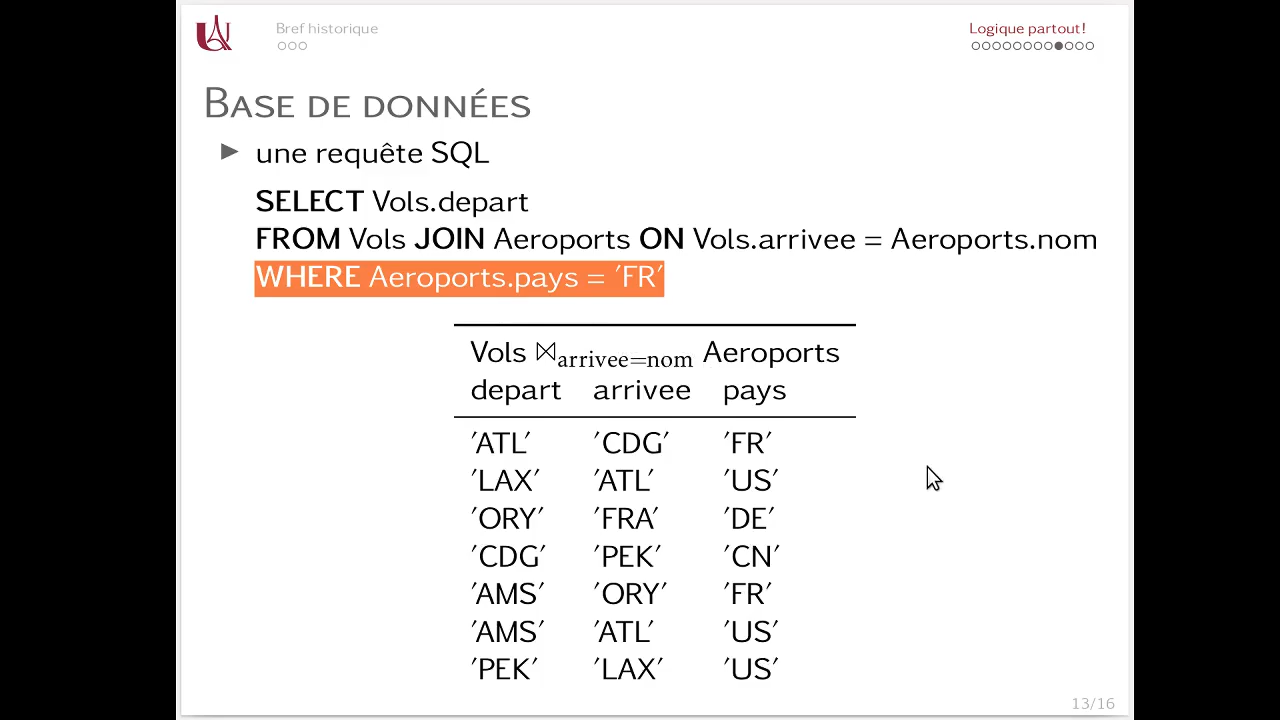 Bref historique
Logique partout!
BASE DE DONNÉES
une requête SQL
SELECT Vols.depart
FROM Vols JOIN Aeroports ON Vols.arrivee = Aeroports.nom
WHERE Aeroports.pays = 'FR'
Vols ⋈arrivee=nom Aeroports
depart arrivee pays
'ATL' 'CDG' 'FR'
'LAX' 'ATL' 'US'
'ORY' 'FRA' 'DE'
'CDG' 'PEK' 'CN'
'AMS' 'ORY' 'FR'
'AMS' 'ATL' 'US'
'PEK' 'LAX' 'US'
13/16